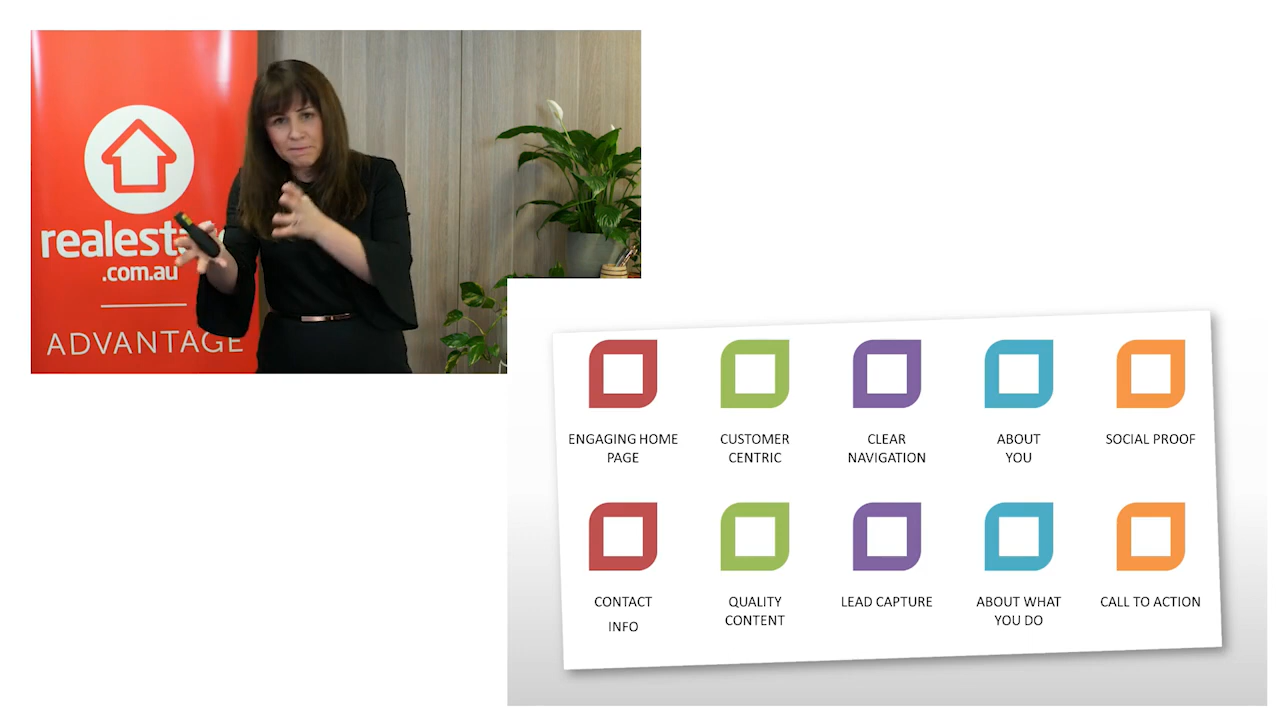 realest
.com.au
ADVANTAGE
ENGAGING HOME
PAGE
CUSTOMER
CENTRIC
CLEAR
NAVIGATION
ABOUT
YOU
SOCIAL PROOF
CONTACT
INFO
QUALITY
CONTENT
LEAD CAPTURE
ABOUT WHAT
YOU DO
CALL TO ACTION